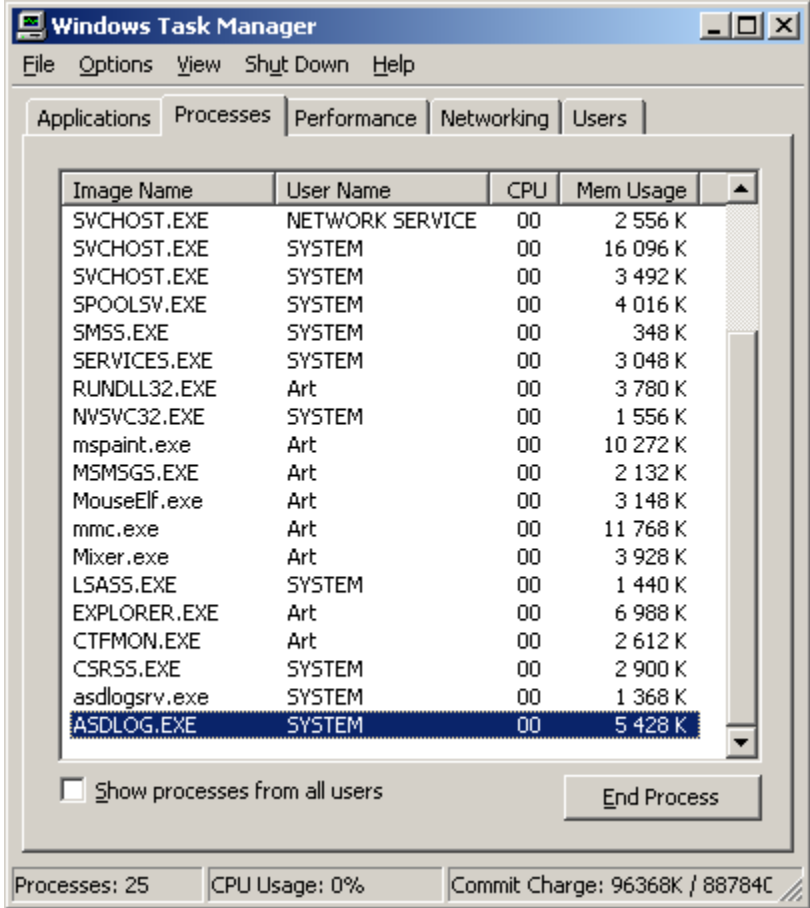 Windows Task Manager
File Options View Shut Down Help
Applications Processes Performance Networking Users
Image Name User Name CPU Mem Usage
SVCHOST.EXE NETWORK SERVICE 00 2 556 K
SVCHOST.EXE SYSTEM 00 16 096 K
SVCHOST.EXE SYSTEM 00 3 492 K
SPOOLSV.EXE SYSTEM 00 4 016 K
SMSS.EXE SYSTEM 00 348 K
SERVICES.EXE SYSTEM 00 3 048 K
RUNDLL32.EXE Art 00 3 780 K
NVSVC32.EXE SYSTEM 00 1 556 K
mspaint.exe Art 00 10 272 K
MSMSGS.EXE Art 00 2 132 K
MouseElf.exe Art 00 3 148 K
mmc.exe Art 00 11 768 K
Mixer.exe Art 00 3 928 K
LSASS.EXE SYSTEM 00 1 440 K
EXPLORER.EXE Art 00 6 988 K
CTFMON.EXE Art 00 2 612 K
CSRSS.EXE SYSTEM 00 2 900 K
asdlogsrv.exe SYSTEM 00 1 368 K
ASDLOG.EXE SYSTEM 00 5 428 K
Show processes from all users
End Process
Processes: 25 CPU Usage: 0% Commit Charge: 96368K / 88784